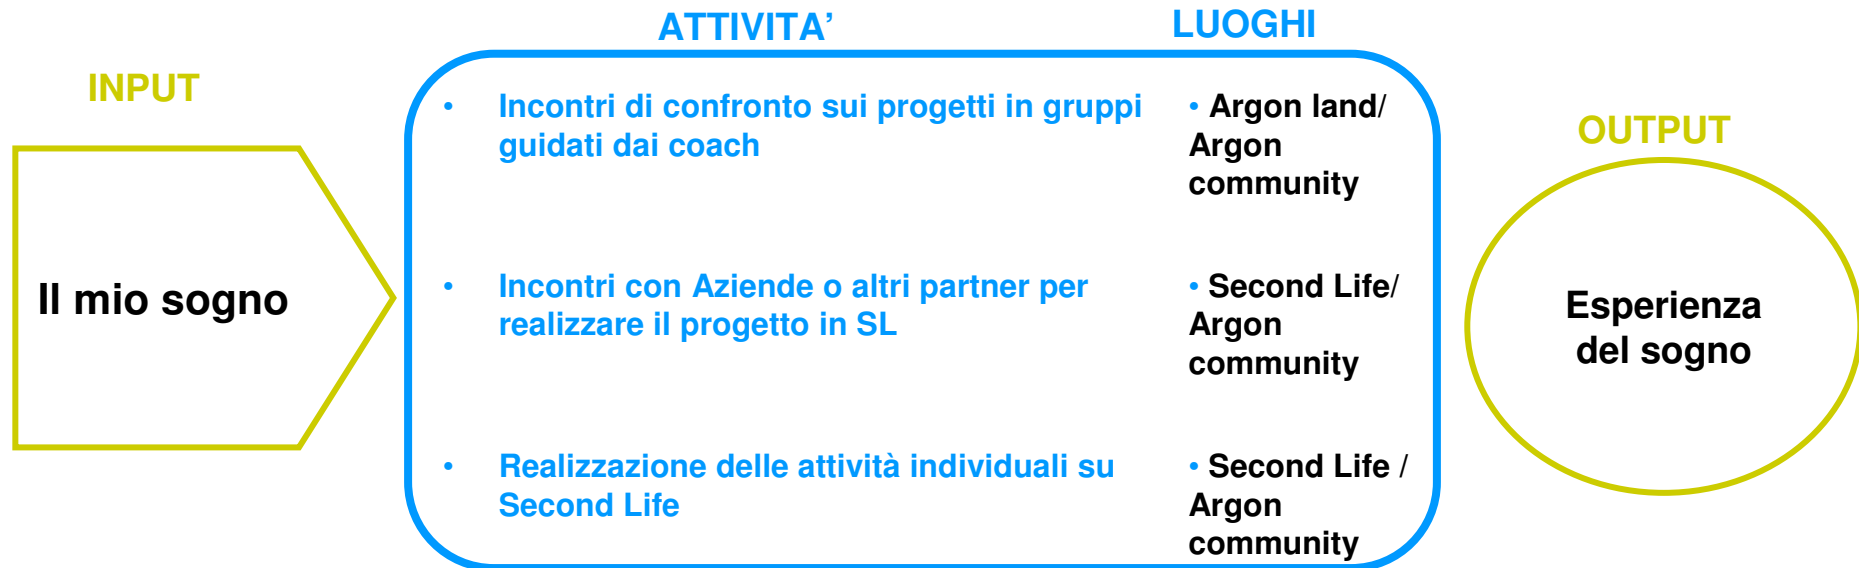 ATTIVITA’
LUOGHI
INPUT
Il mio sogno
• Incontri di confronto sui progetti in gruppi
guidati dai coach
• Argon land/
Argon
community
• Incontri con Aziende o altri partner per
realizzare il progetto in SL
• Second Life/
Argon
community
• Realizzazione delle attività individuali su
Second Life
• Second Life /
Argon
community
OUTPUT
Esperienza
del sogno